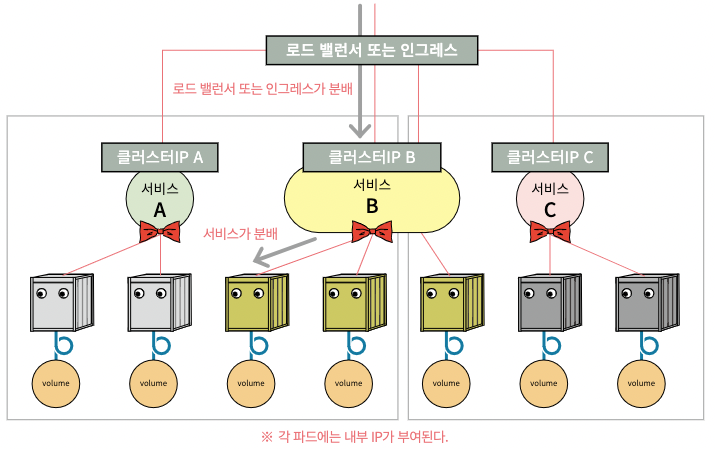 로드 밸런서 또는 인그레스
로드 밸런서 또는 인그레스가 분배
클러스터IP A
클러스터IP B
클러스터IP C
서비스
A
서비스
B
서비스
C
서비스가 분배
volume
volume
volume
volume
volume
volume
volume
※ 각 파드에는 내부 IP가 부여된다.